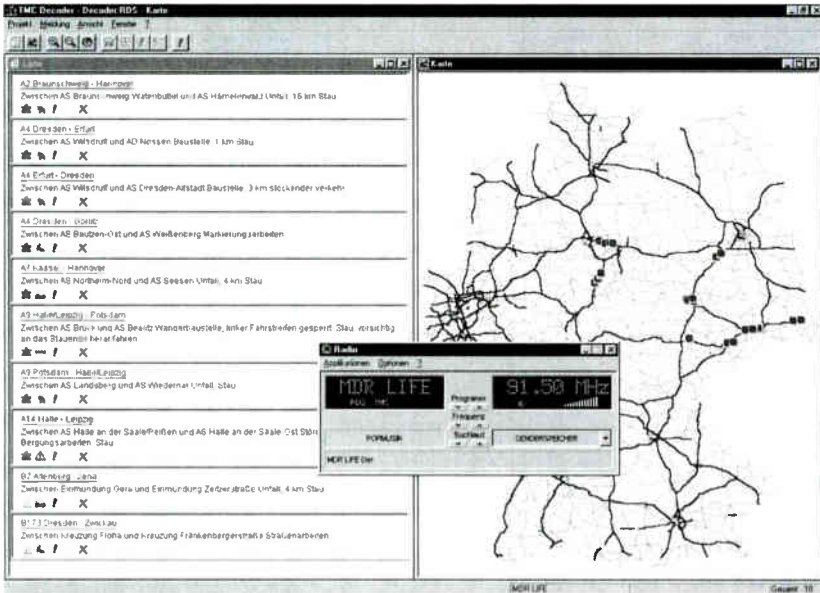 TMC Decoder - Decoder RDS - Karte
Projekt Meldung Ansicht Fenster ?
Liste
Karte
A2 Braunschweig - Hannover
Zwischen AS Braunschweig Watenbüttel und AS Hämelerwald Unfall, 15 km Stau
A4 Dresden - Erfurt
Zwischen AS Wilsdruff und AD Nossen Baustelle, 1 km Stau
A4 Erfurt - Dresden
Zwischen AS Wilsdruff und AS Dresden-Altstadt Baustelle, 3 km stockender Verkehr
A4 Dresden - Görlitz
Zwischen AS Bautzen-Ost und AS Weißenberg Markierungsarbeiten
A7 Kassel - Hannover
Zwischen AS Northeim-Nord und AS Seesen Unfall, 4 km Stau
A9 Halle/Leipzig - Potsdam
Zwischen AS Brück und AS Beelitz Wanderbaustelle, linker Fahrstreifen gesperrt Stau, vorsichtig
an das Stauende heranfahren
A9 Potsdam - Halle/Leipzig
Zwischen AS Landsberg und AS Wiedemar Unfall, Stau
A14 Halle - Leipzig
Zwischen AS Halle an der Saale/Peißen und AS Halle an der Saale Ost
Bergungsarbeiten, Stau
B7 Altenburg - Jena
Zwischen Einmündung Gera und Einmündung Zeitzerstraße Unfall, 4 km Stau
B173 Dresden - Zwickau
Zwischen Kreuzung Flöha und Kreuzung Frankenbergerstraße Straßenarbeiten
Radio
Applikationen Optionen ?
MDR LIFE
91.50 MHz
Programm
Frequenz
Suchlauf
POPMUSIK
SENDERSPEICHER
MDR LIFE
MDR LIFE
Gesamt: 10